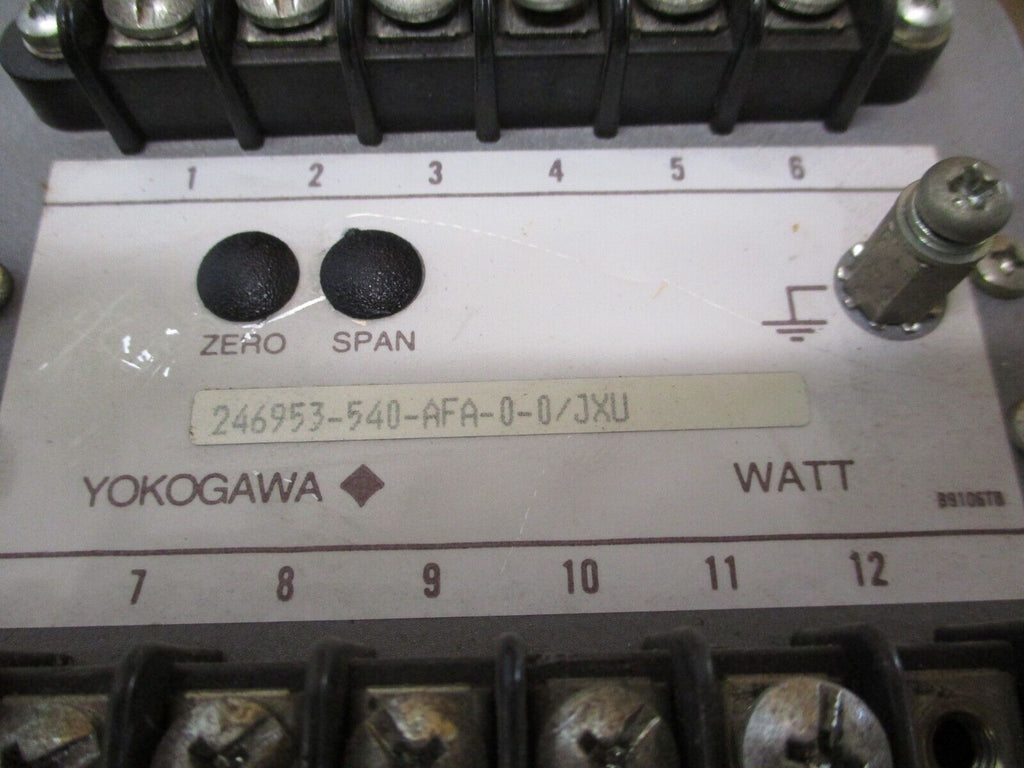 1 2 3 4 5 6
ZERO SPAN
246953-540-AFA-0-0/JXU
YOKOGAWA WATT
B9106TB
7 8 9 10 11 12